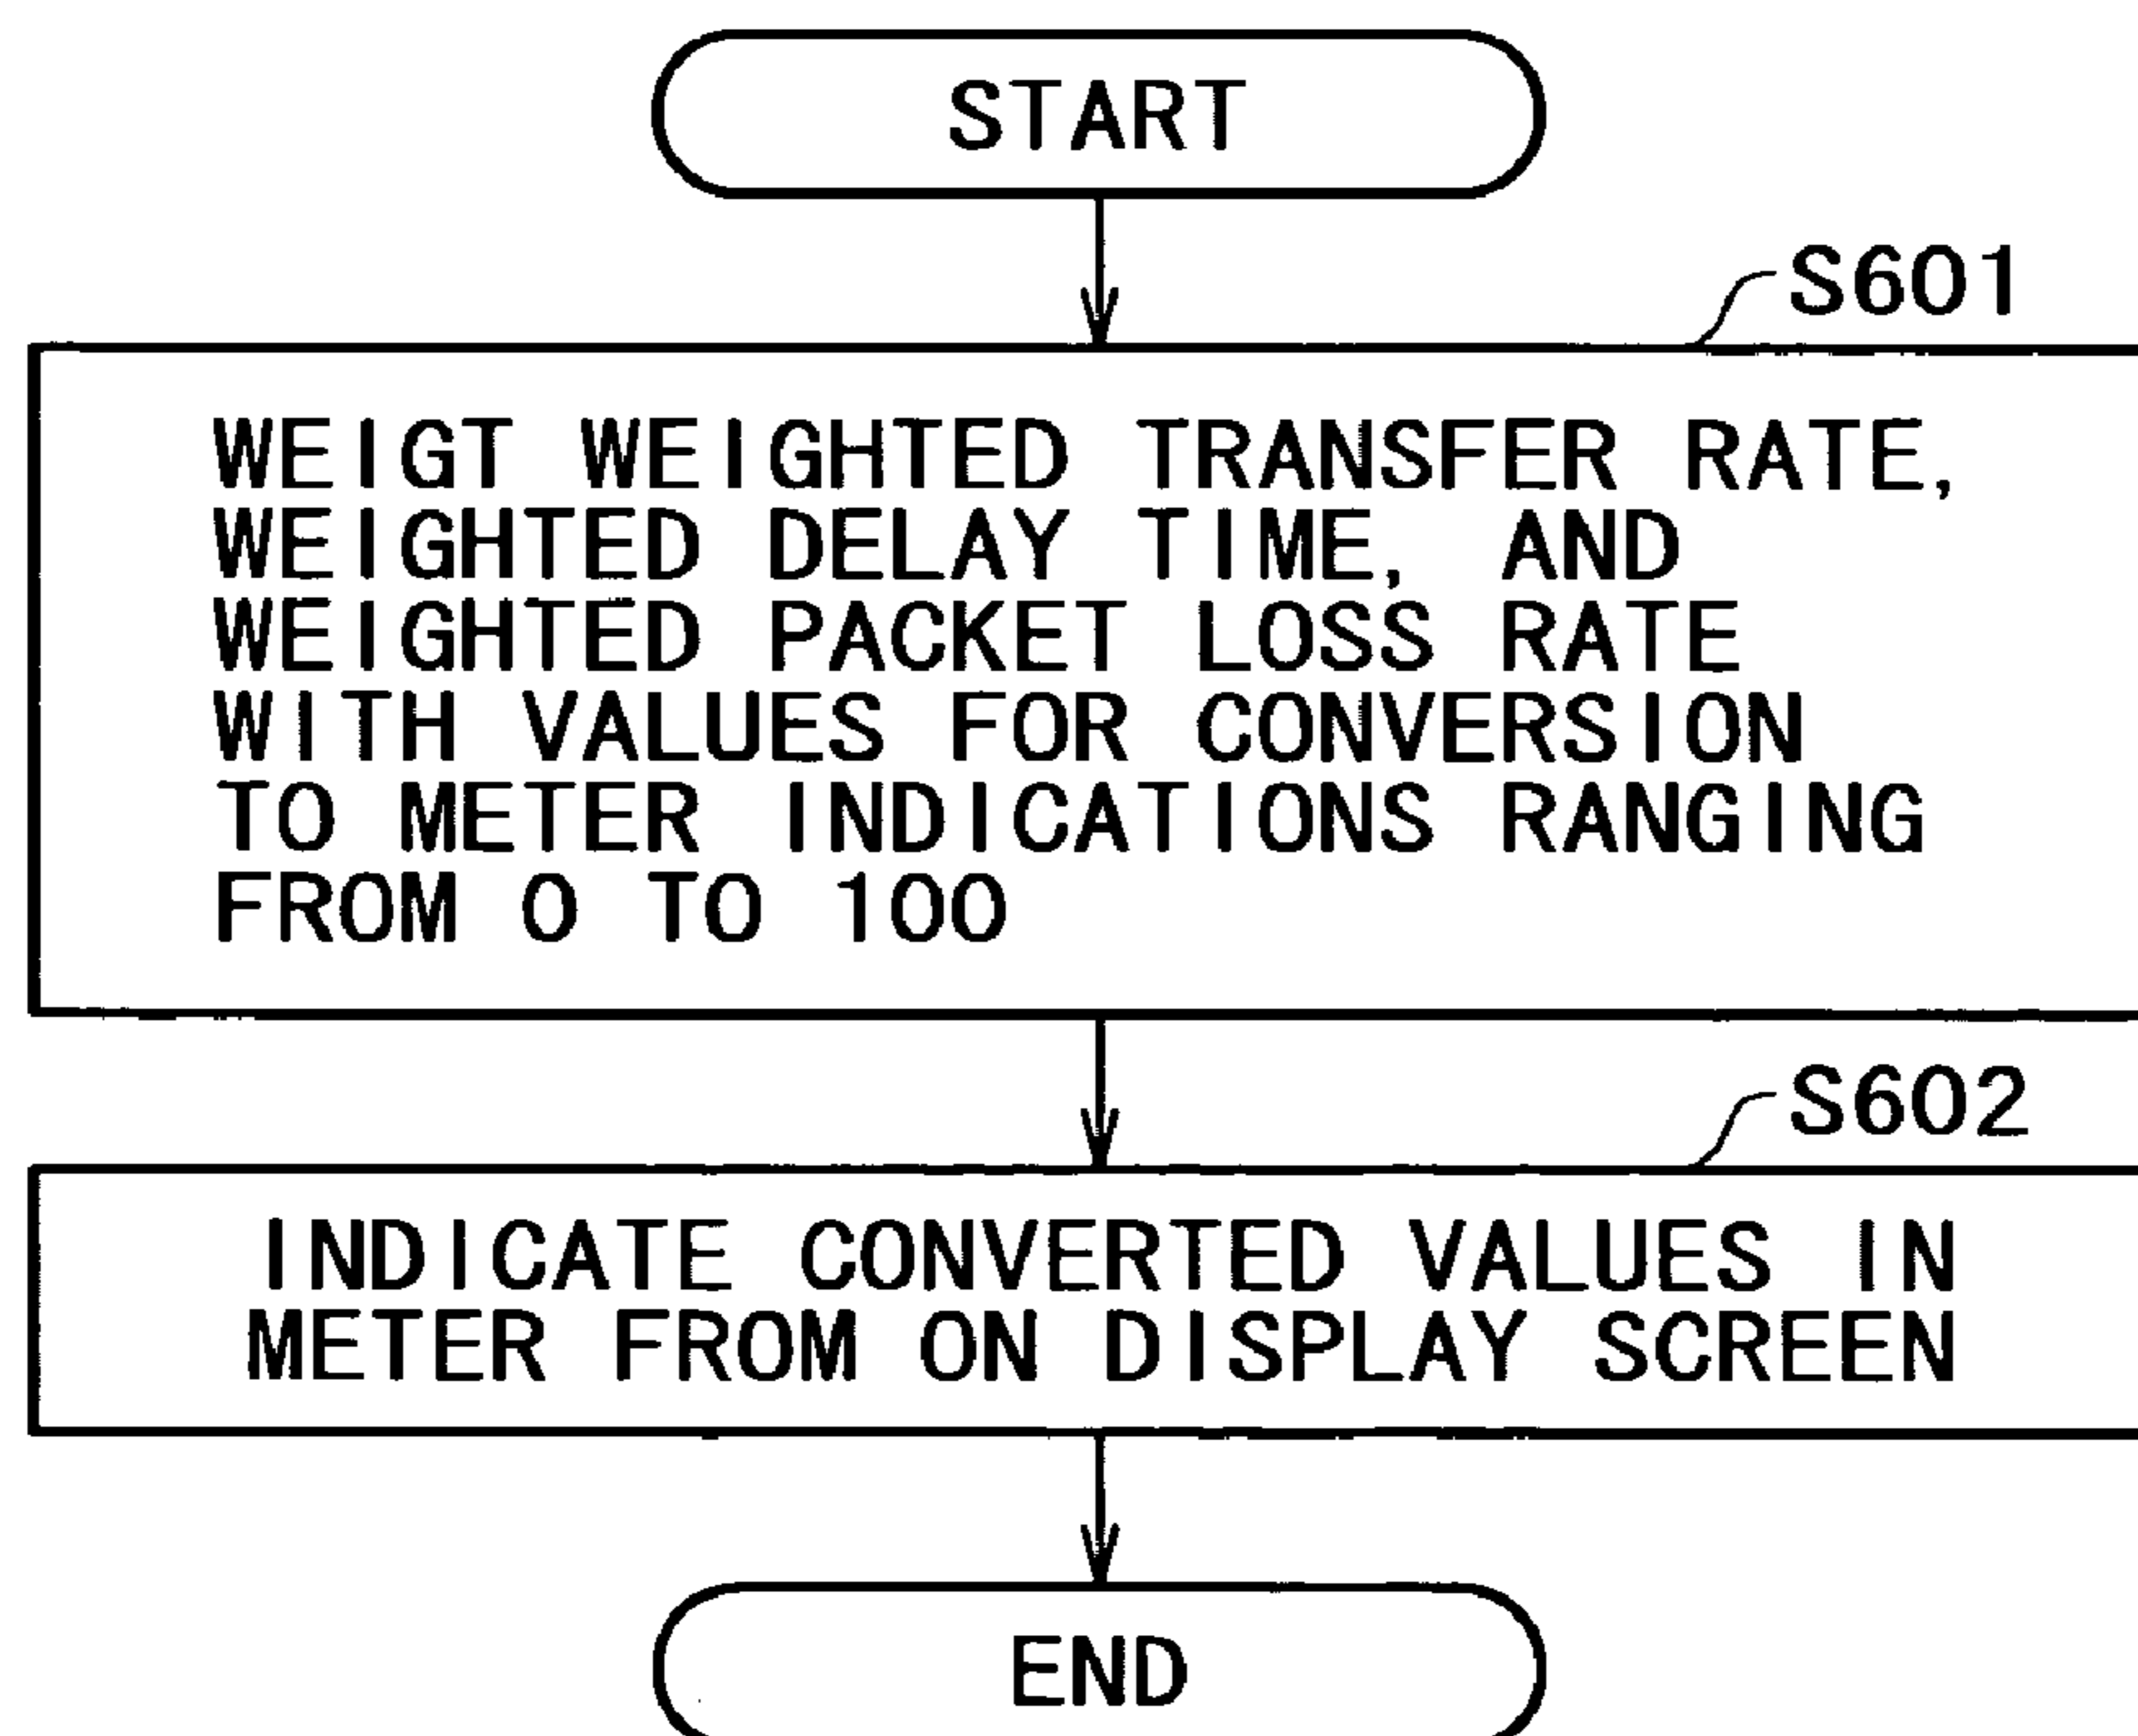 START
S601
WEIGT WEIGHTED TRANSFER RATE,
WEIGHTED DELAY TIME, AND
WEIGHTED PACKET LOSS RATE
WITH VALUES FOR CONVERSION
TO METER INDICATIONS RANGING
FROM 0 TO 100
S602
INDICATE CONVERTED VALUES IN
METER FROM ON DISPLAY SCREEN
END